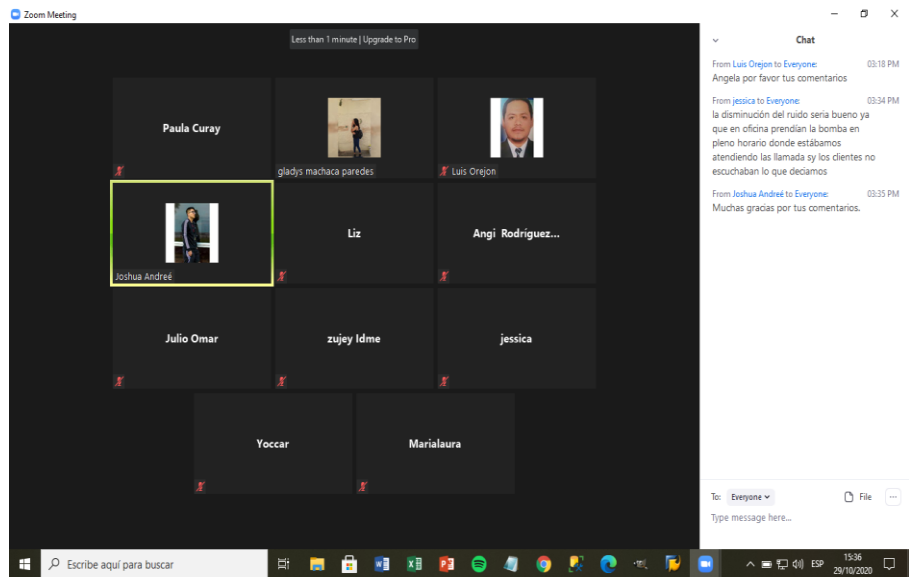 Zoom Meeting
Less than 1 minute | Upgrade to Pro
Paula Curay
gladys machaca paredes
Luis Orejon
Joshua Andreé
Liz
Angi Rodríguez...
Julio Omar
zujey Idme
jessica
Yoccar
Marialaura
Chat
From Luis Orejon to Everyone: 03:18 PM
Angela por favor tus comentarios
From jessica to Everyone: 03:34 PM
la disminución del ruido seria bueno ya
que en oficina prendían la bomba en
pleno horario donde estábamos
atendiendo las llamada sy los clientes no
escuchaban lo que deciamos
From Joshua Andreé to Everyone: 03:35 PM
Muchas gracias por tus comentarios.
To: Everyone File
Type message here...
Escribe aquí para buscar
ESP
15:36
29/10/2020